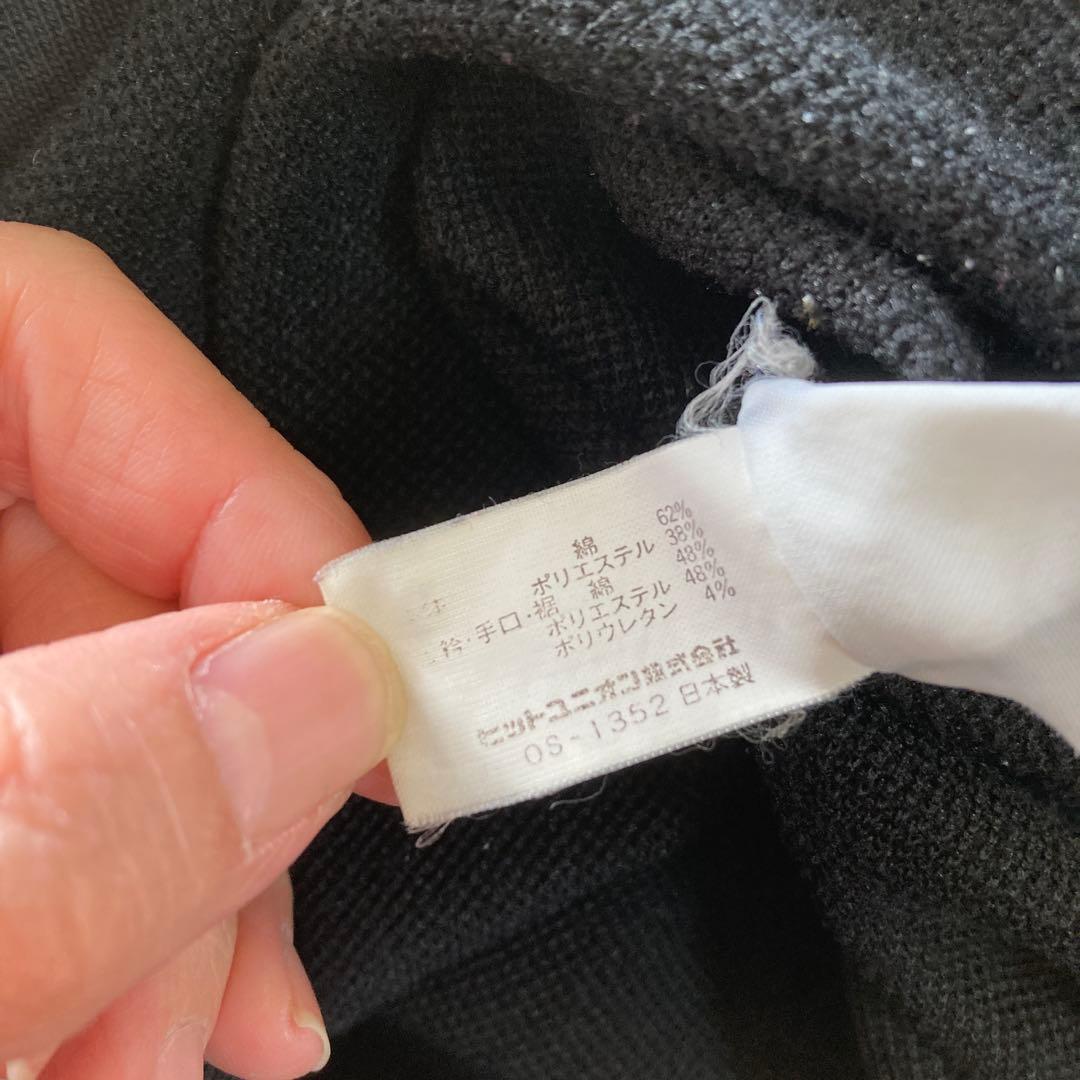 綿 62%
ポリエステル 38%
衿・手口・裾 綿 48%
ポリエステル 48%
ポリウレタン 4%
ヒットユニオン株式会社
OS-1352 日本製